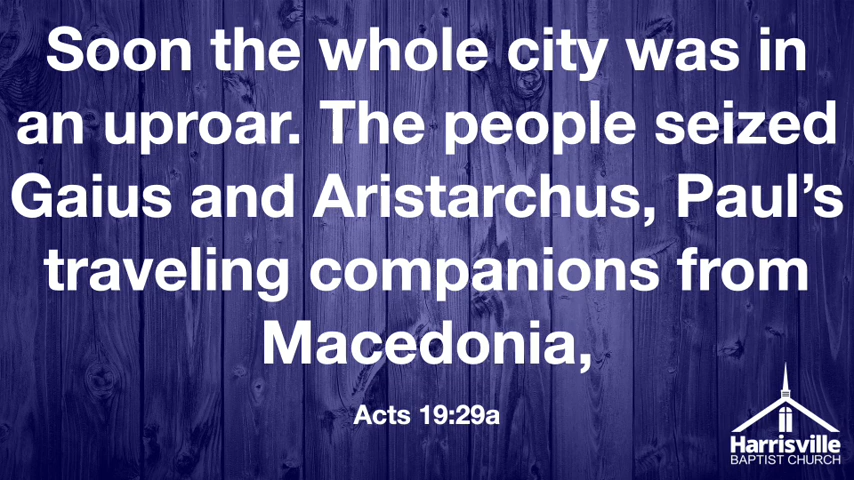 Soon the whole city was in
an uproar. The people seized
Gaius and Aristarchus, Paul’s
traveling companions from
Macedonia,
Acts 19:29a
Harrisville
BAPTIST CHURCH